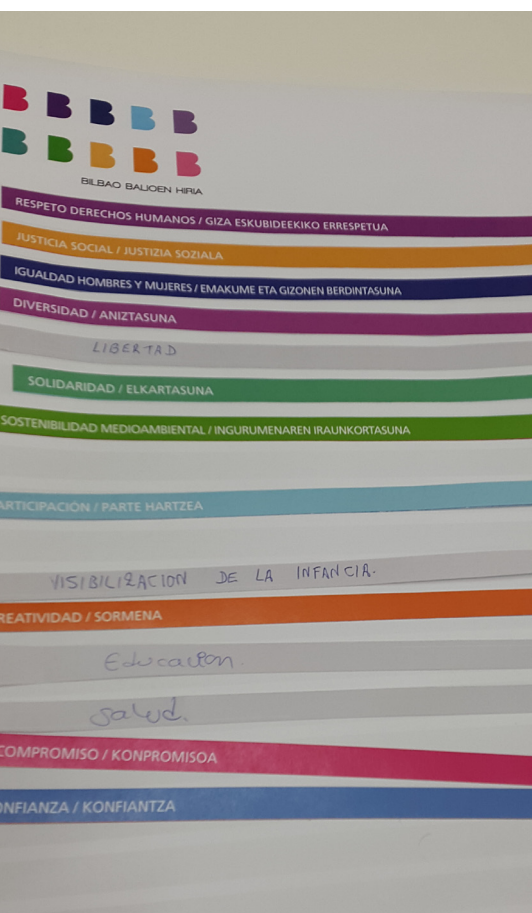 B B B B B
B B B B B
BILBAO BALIOEN HIRIA
RESPETO DERECHOS HUMANOS / GIZA ESKUBIDEEKIKO ERRESPETUA
JUSTICIA SOCIAL / JUSTIZIA SOZIALA
IGUALDAD HOMBRES Y MUJERES / EMAKUME ETA GIZONEN BERDINTASUNA
DIVERSIDAD / ANIZTASUNA
LIBERTAD
SOLIDARIDAD / ELKARTASUNA
SOSTENIBILIDAD MEDIOAMBIENTAL / INGURUMENAREN IRAUNKORTASUNA
ARTICIPACIÓN / PARTE HARTZEA
VISIBILIZACION DE LA INFANCIA.
REATIVIDAD / SORMENA
Educacion
Salud.
COMPROMISO / KONPROMISOA
ONFIANZA / KONFIANTZA